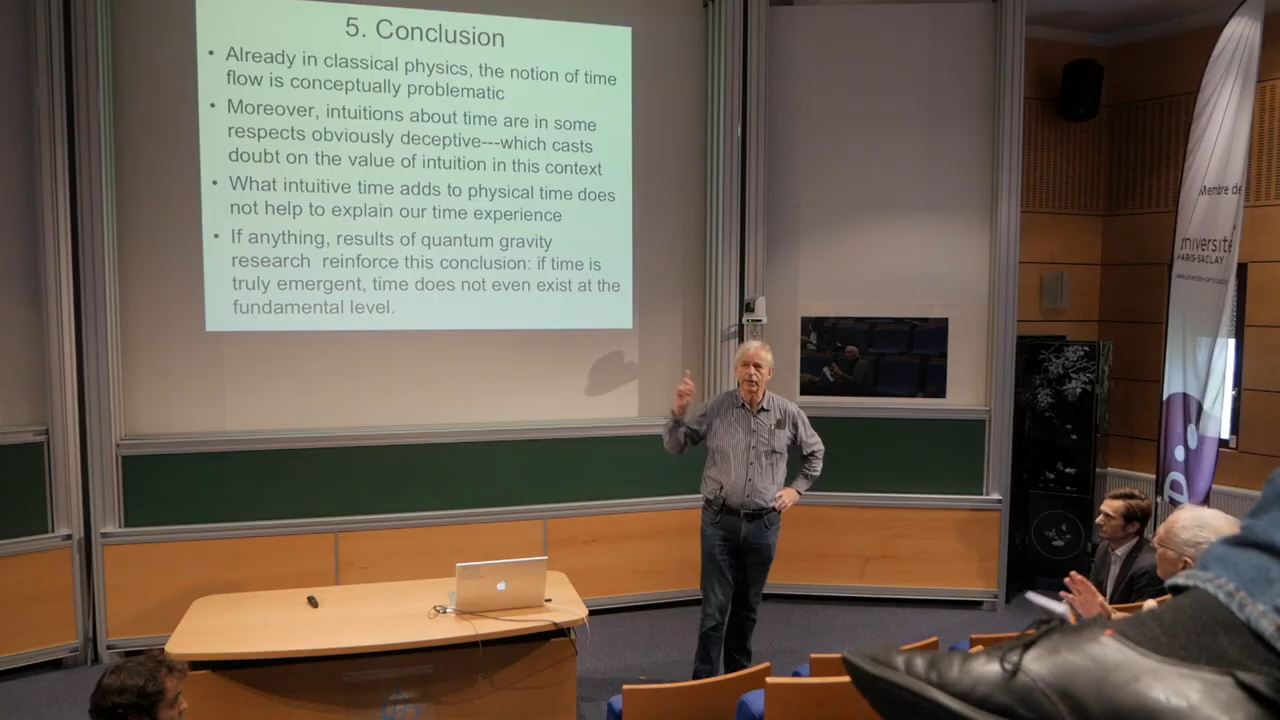 5. Conclusion
• Already in classical physics, the notion of time
flow is conceptually problematic
• Moreover, intuitions about time are in some
respects obviously deceptive---which casts
doubt on the value of intuition in this context
• What intuitive time adds to physical time does
not help to explain our time experience
• If anything, results of quantum gravity
research reinforce this conclusion: if time is
truly emergent, time does not even exist at the
fundamental level.
Membre de
université
PARIS-SACLAY